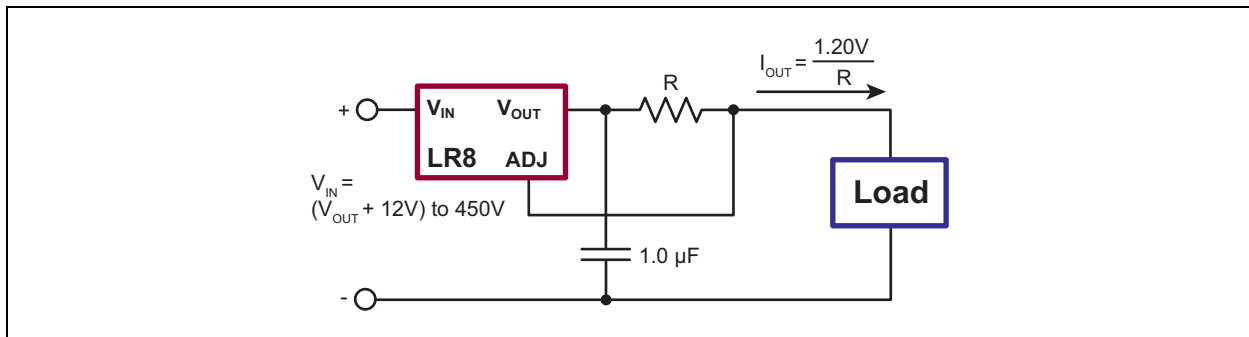 I_OUT = 1.20V / R
R
+
V_IN V_OUT
LR8 ADJ
V_IN =
(V_OUT + 12V) to 450V
Load
1.0 µF
-